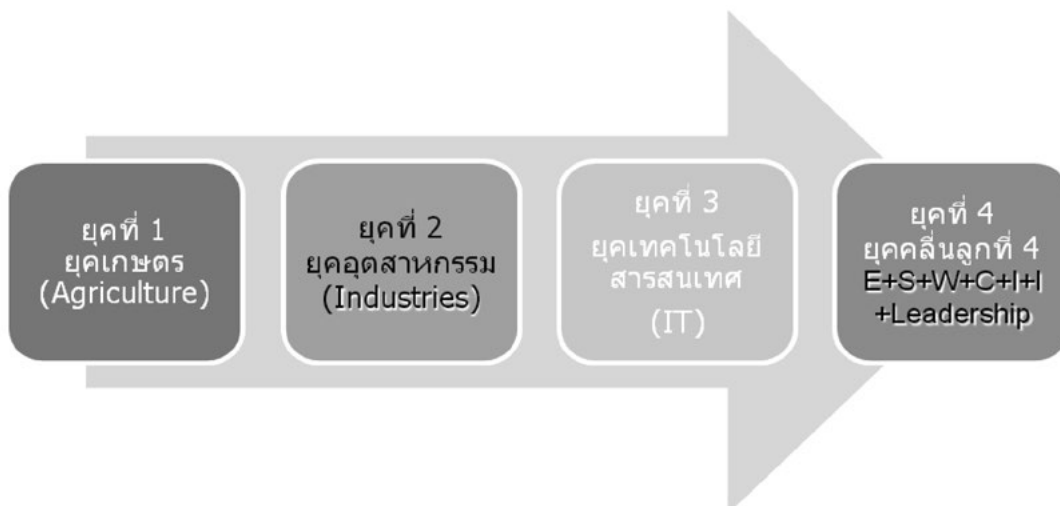 ยุคที่ 1
ยุคเกษตร
(Agriculture)
ยุคที่ 2
ยุคอุตสาหกรรม
(Industries)
ยุคที่ 3
ยุคเทคโนโลยี
สารสนเทศ
(IT)
ยุคที่ 4
ยุคคลื่นลูกที่ 4
E+S+W+C+I+I
+Leadership